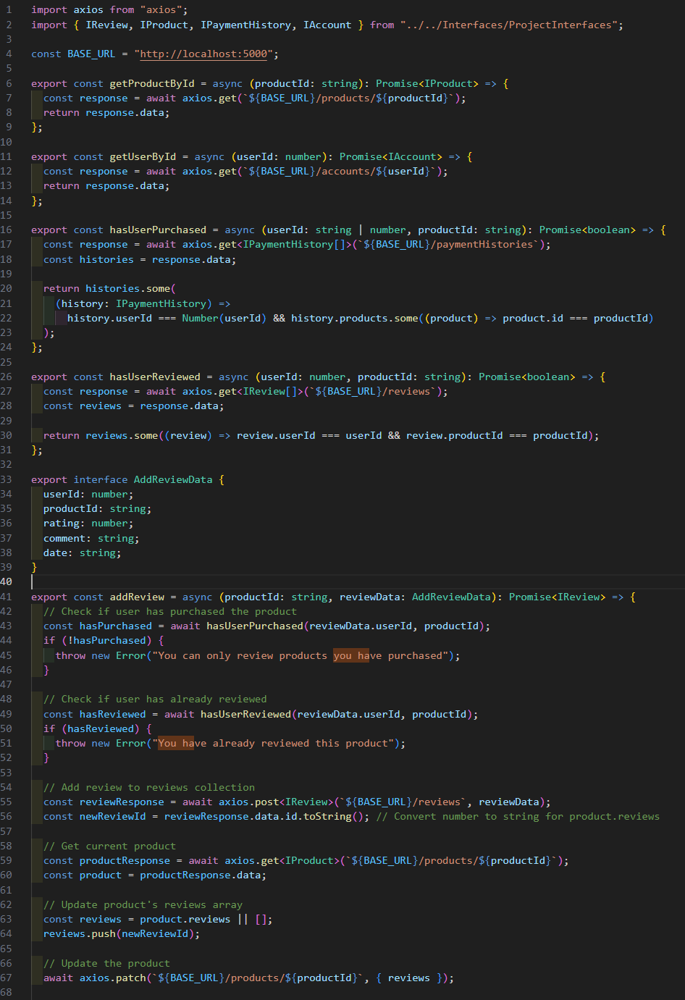 1 import axios from "axios";
2 import { IReview, IProduct, IPaymentHistory, IAccount } from "../../Interfaces/ProjectInterfaces";
3
4 const BASE_URL = "http://localhost:5000";
5
6 export const getProductById = async (productId: string): Promise<IProduct> => {
7   const response = await axios.get(`${BASE_URL}/products/${productId}`);
8   return response.data;
9 };
10
11 export const getUserById = async (userId: number): Promise<IAccount> => {
12   const response = await axios.get(`${BASE_URL}/accounts/${userId}`);
13   return response.data;
14 };
15
16 export const hasUserPurchased = async (userId: string | number, productId: string): Promise<boolean> => {
17   const response = await axios.get<IPaymentHistory[]>(`${BASE_URL}/paymentHistories`);
18   const histories = response.data;
19
20   return histories.some(
21     (history: IPaymentHistory) =>
22       history.userId === Number(userId) && history.products.some((product) => product.id === productId)
23   );
24 };
25
26 export const hasUserReviewed = async (userId: number, productId: string): Promise<boolean> => {
27   const response = await axios.get<IReview[]>(`${BASE_URL}/reviews`);
28   const reviews = response.data;
29
30   return reviews.some((review) => review.userId === userId && review.productId === productId);
31 };
32
33 export interface AddReviewData {
34   userId: number;
35   productId: string;
36   rating: number;
37   comment: string;
38   date: string;
39 }
40
41 export const addReview = async (productId: string, reviewData: AddReviewData): Promise<IReview> => {
42   // Check if user has purchased the product
43   const hasPurchased = await hasUserPurchased(reviewData.userId, productId);
44   if (!hasPurchased) {
45     throw new Error("You can only review products you have purchased");
46   }
47
48   // Check if user has already reviewed
49   const hasReviewed = await hasUserReviewed(reviewData.userId, productId);
50   if (hasReviewed) {
51     throw new Error("You have already reviewed this product");
52   }
53
54   // Add review to reviews collection
55   const reviewResponse = await axios.post<IReview>(`${BASE_URL}/reviews`, reviewData);
56   const newReviewId = reviewResponse.data.id.toString(); // Convert number to string for product.reviews
57
58   // Get current product
59   const productResponse = await axios.get<IProduct>(`${BASE_URL}/products/${productId}`);
60   const product = productResponse.data;
61
62   // Update product's reviews array
63   const reviews = product.reviews || [];
64   reviews.push(newReviewId);
65
66   // Update the product
67   await axios.patch(`${BASE_URL}/products/${productId}`, { reviews });
68